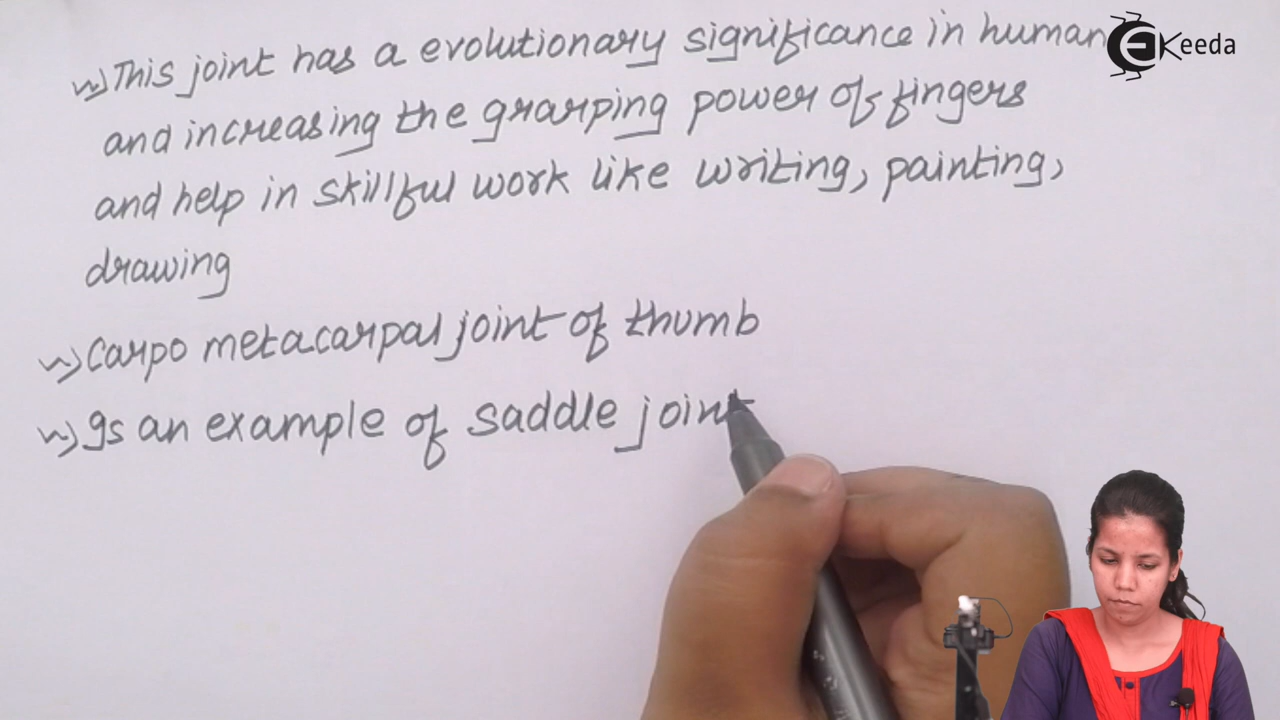 This joint has a evolutionary significance in human
and increasing the grasping power of fingers
and help in skillful work like writing, painting,
drawing
Carpo metacarpal joint of thumb
Is an example of saddle joint
EKeeda